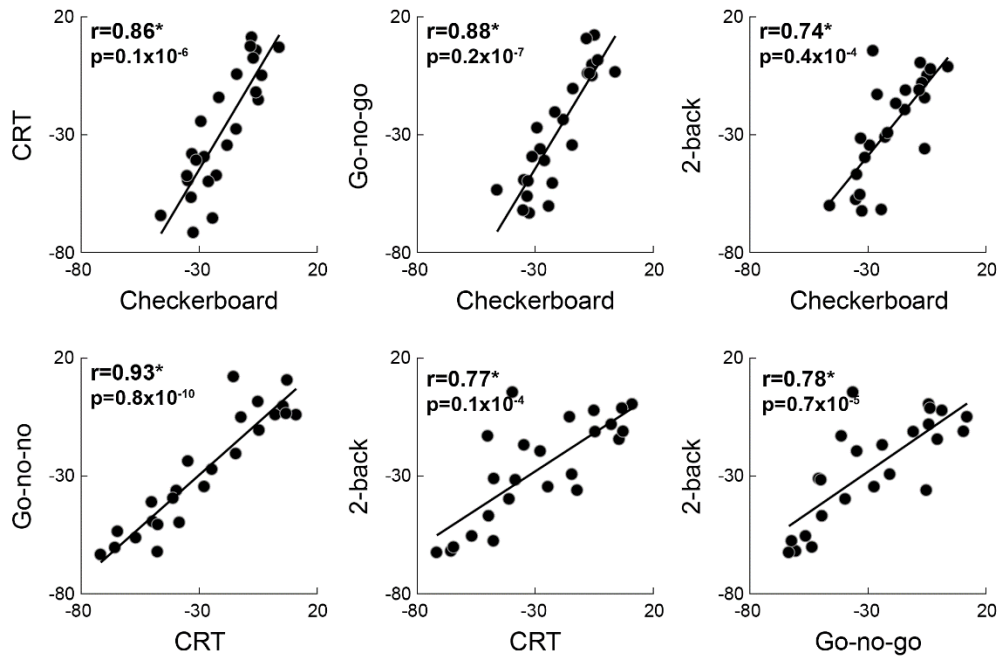 20
r=0.86*
p=0.1x10-6
CRT
-30
-80
-80 -30 20
Checkerboard
20
r=0.88*
p=0.2x10-7
Go-no-go
-30
-80
-80 -30 20
Checkerboard
20
r=0.74*
p=0.4x10-4
2-back
-30
-80
-80 -30 20
Checkerboard
20
r=0.93*
p=0.8x10-10
Go-no-no
-30
-80
-80 -30 20
CRT
20
r=0.77*
p=0.1x10-4
2-back
-30
-80
-80 -30 20
CRT
20
r=0.78*
p=0.7x10-5
2-back
-30
-80
-80 -30 20
Go-no-go